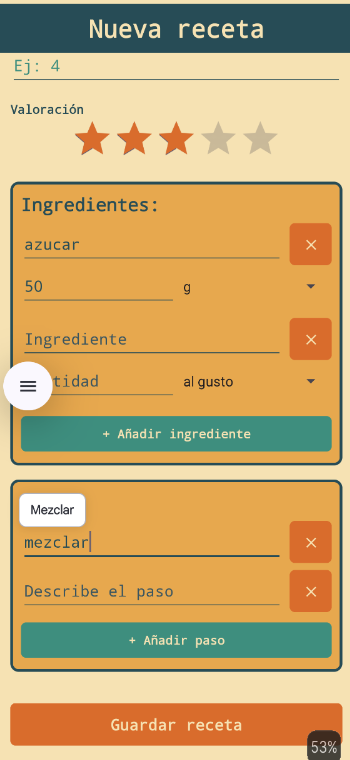 Nueva receta
Ej: 4
Valoración
Ingredientes:
azucar
50 g
Ingrediente
tidad al gusto
+ Añadir ingrediente
Mezclar
mezclar
Describe el paso
+ Añadir paso
Guardar receta
53%